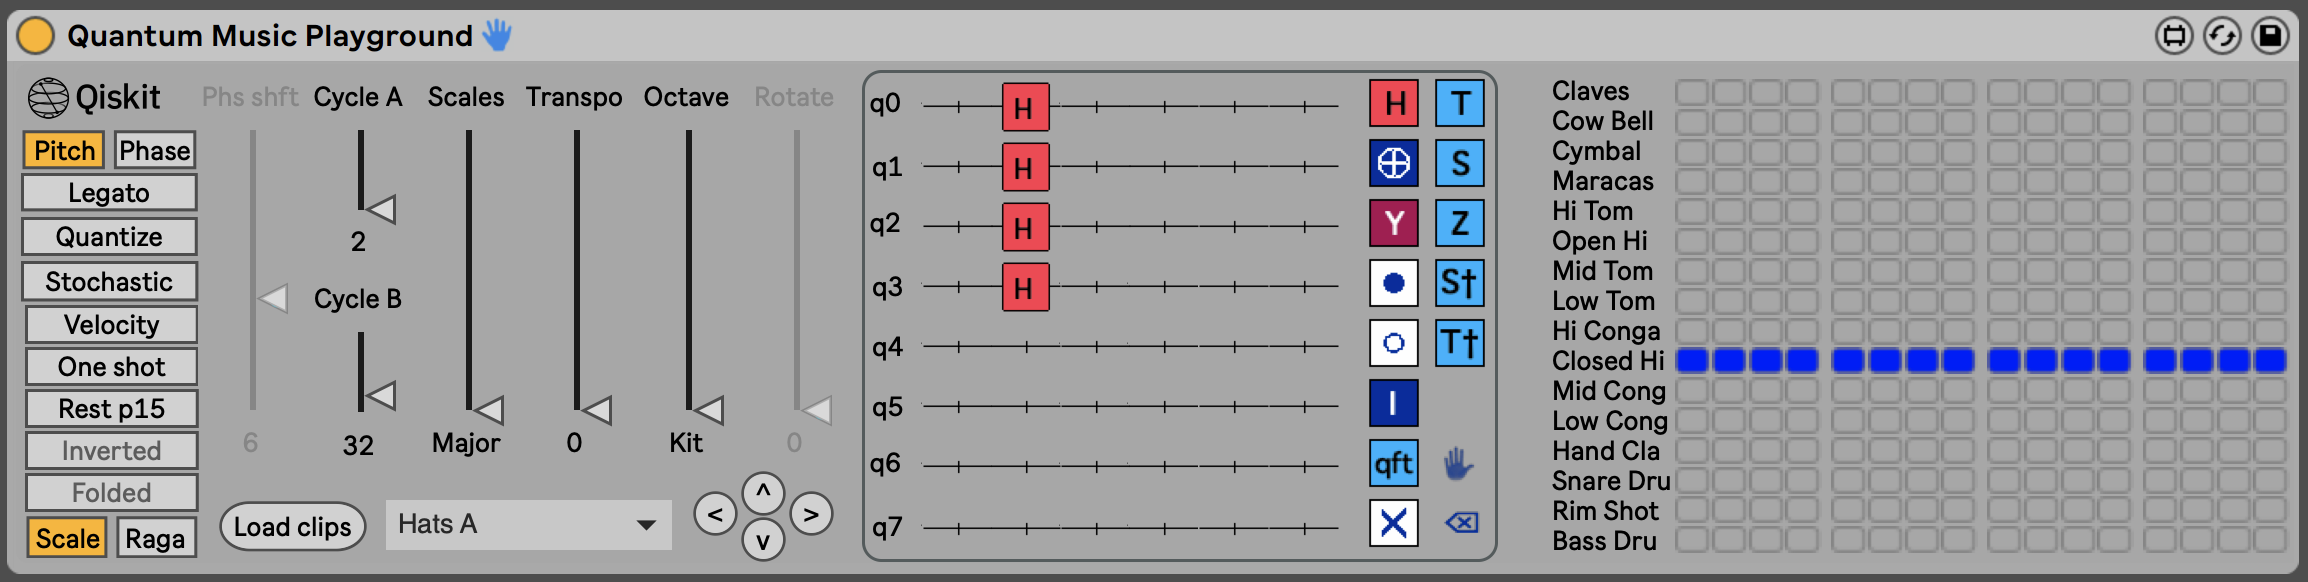 Quantum Music Playground
Qiskit
Phs shft Cycle A Scales Transpo Octave Rotate
Pitch Phase
Legato
Quantize
Stochastic
Velocity
One shot
Rest p15
Inverted
Folded
Scale Raga
2
Cycle B
6 32 Major 0 Kit 0
Load clips
Hats A
< ^ v >
q0 H
q1 H
q2 H
q3 H
q4
q5
q6
q7
H T
S
Y Z
S†
T†
I
qft
Claves
Cow Bell
Cymbal
Maracas
Hi Tom
Open Hi
Mid Tom
Low Tom
Hi Conga
Closed Hi
Mid Cong
Low Cong
Hand Cla
Snare Dru
Rim Shot
Bass Dru